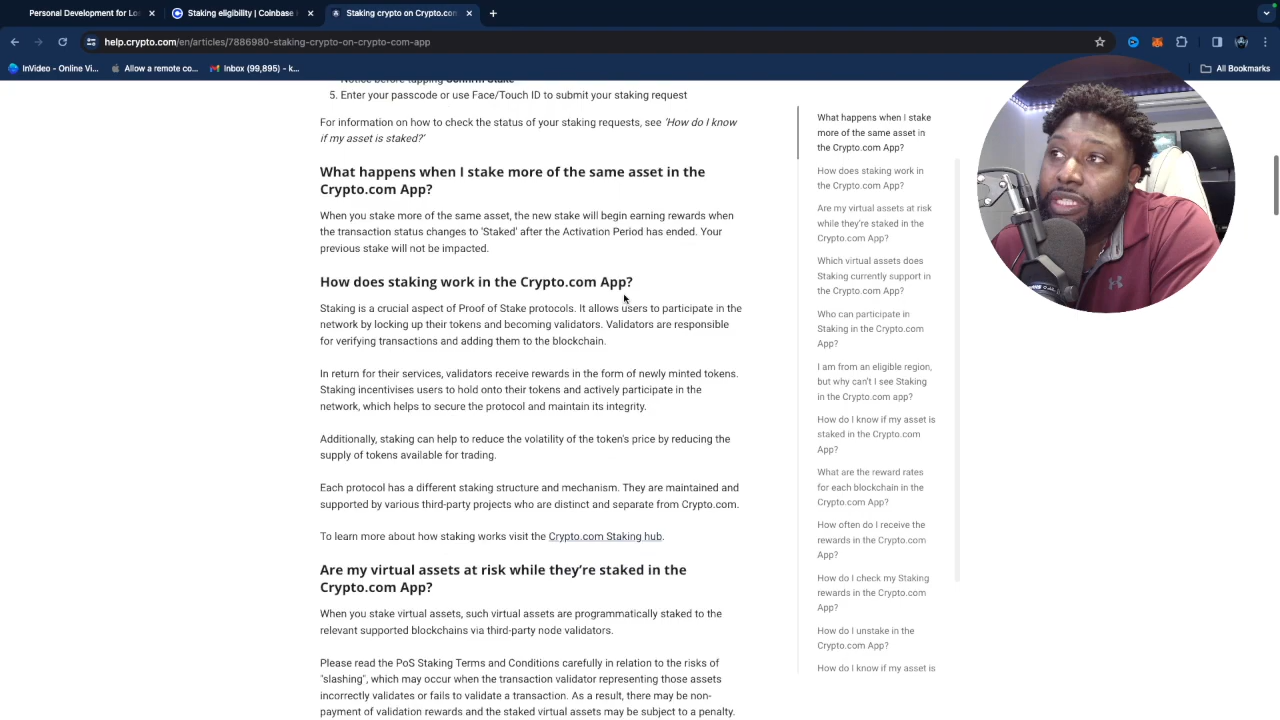 Personal Development for Lo
Staking eligibility | Coinbase
Staking crypto on Crypto.com
help.crypto.com/en/articles/7886980-staking-crypto-on-crypto-com-app
InVideo - Online Vi...
Allow a remote co...
Inbox (99,895) - k...
All Bookmarks
Notice before tapping Confirm Stake
5. Enter your passcode or use Face/Touch ID to submit your staking request
For information on how to check the status of your staking requests, see 'How do I know
if my asset is staked?'
What happens when I stake more of the same asset in the
Crypto.com App?
When you stake more of the same asset, the new stake will begin earning rewards when
the transaction status changes to 'Staked' after the Activation Period has ended. Your
previous stake will not be impacted.
How does staking work in the Crypto.com App?
Staking is a crucial aspect of Proof of Stake protocols. It allows users to participate in the
network by locking up their tokens and becoming validators. Validators are responsible
for verifying transactions and adding them to the blockchain.
In return for their services, validators receive rewards in the form of newly minted tokens.
Staking incentivises users to hold onto their tokens and actively participate in the
network, which helps to secure the protocol and maintain its integrity.
Additionally, staking can help to reduce the volatility of the token's price by reducing the
supply of tokens available for trading.
Each protocol has a different staking structure and mechanism. They are maintained and
supported by various third-party projects who are distinct and separate from Crypto.com.
To learn more about how staking works visit the Crypto.com Staking hub.
Are my virtual assets at risk while they're staked in the
Crypto.com App?
When you stake virtual assets, such virtual assets are programmatically staked to the
relevant supported blockchains via third-party node validators.
Please read the PoS Staking Terms and Conditions carefully in relation to the risks of
"slashing", which may occur when the transaction validator representing those assets
incorrectly validates or fails to validate a transaction. As a result, there may be non-
payment of validation rewards and the staked virtual assets may be subject to a penalty.
What happens when I stake
more of the same asset in
the Crypto.com App?
How does staking work in
the Crypto.com App?
Are my virtual assets at risk
while they're staked in the
Crypto.com App?
Which virtual assets does
Staking currently support in
the Crypto.com App?
Who can participate in
Staking in the Crypto.com
App?
I am from an eligible region,
but why can't I see Staking
in the Crypto.com app?
How do I know if my asset is
staked in the Crypto.com
App?
What are the reward rates
for each blockchain in the
Crypto.com App?
How often do I receive the
rewards in the Crypto.com
App?
How do I check my Staking
rewards in the Crypto.com
App?
How do I unstake in the
Crypto.com App?
How do I know if my asset is